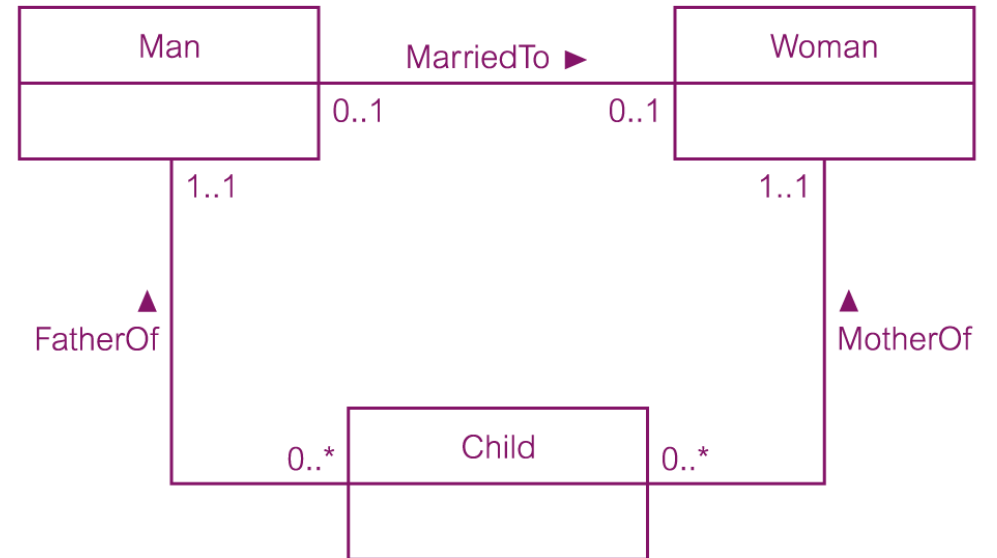 Man
MarriedTo ►
Woman
0..1
0..1
1..1
1..1
▲
FatherOf
▲
MotherOf
0..*
Child
0..*